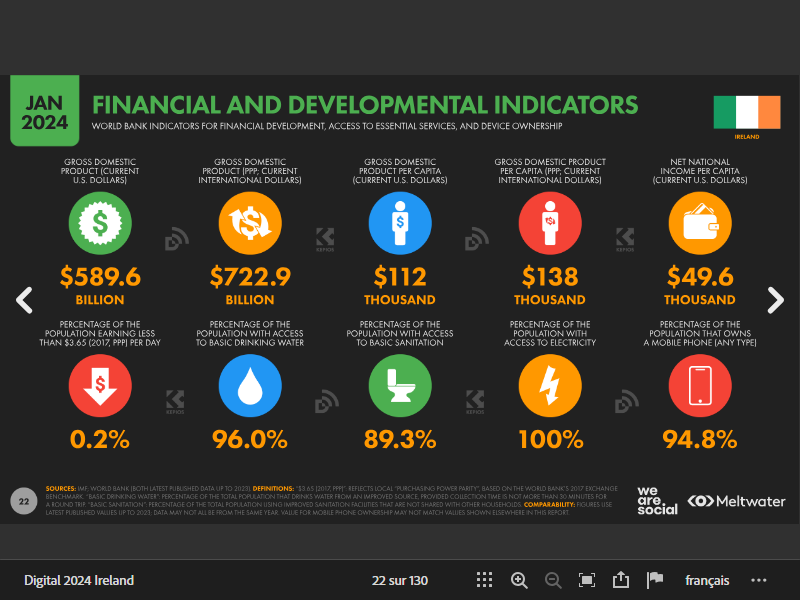 JAN
2024
FINANCIAL AND DEVELOPMENTAL INDICATORS
WORLD BANK INDICATORS FOR FINANCIAL DEVELOPMENT, ACCESS TO ESSENTIAL SERVICES, AND DEVICE OWNERSHIP
IRELAND
GROSS DOMESTIC
PRODUCT (CURRENT
U.S. DOLLARS)
$589.6
BILLION
GROSS DOMESTIC
PRODUCT (PPP; CURRENT
INTERNATIONAL DOLLARS)
$722.9
BILLION
GROSS DOMESTIC
PRODUCT PER CAPITA
(CURRENT U.S. DOLLARS)
$112
THOUSAND
GROSS DOMESTIC PRODUCT
PER CAPITA (PPP; CURRENT
INTERNATIONAL DOLLARS)
$138
THOUSAND
NET NATIONAL
INCOME PER CAPITA
(CURRENT U.S. DOLLARS)
$49.6
THOUSAND
KEPIOS
KEPIOS
PERCENTAGE OF THE
POPULATION EARNING LESS
THAN $3.65 (2017, PPP) PER DAY
0.2%
PERCENTAGE OF THE
POPULATION WITH ACCESS
TO BASIC DRINKING WATER
96.0%
PERCENTAGE OF THE
POPULATION WITH ACCESS
TO BASIC SANITATION
89.3%
PERCENTAGE OF THE
POPULATION WITH
ACCESS TO ELECTRICITY
100%
PERCENTAGE OF THE
POPULATION THAT OWNS
A MOBILE PHONE (ANY TYPE)
94.8%
KEPIOS
KEPIOS
22
SOURCES: IMF; WORLD BANK (BOTH LATEST PUBLISHED DATA UP TO 2023). DEFINITIONS: "$3.65 (2017, PPP)": REFLECTS LOCAL "PURCHASING POWER PARITY", BASED ON THE WORLD BANK'S 2017 EXCHANGE
BENCHMARK. "BASIC DRINKING WATER": PERCENTAGE OF THE TOTAL POPULATION THAT DRINKS WATER FROM AN IMPROVED SOURCE, PROVIDED COLLECTION TIME IS NOT MORE THAN 30 MINUTES FOR
A ROUND TRIP. "BASIC SANITATION": PERCENTAGE OF THE TOTAL POPULATION USING IMPROVED SANITATION FACILITIES THAT ARE NOT SHARED WITH OTHER HOUSEHOLDS. COMPARABILITY: FIGURES USE
LATEST PUBLISHED VALUES UP TO 2023; DATA MAY NOT ALL BE FROM THE SAME YEAR. VALUE FOR MOBILE PHONE OWNERSHIP MAY NOT MATCH VALUES SHOWN ELSEWHERE IN THIS REPORT.
we
are.
social
Meltwater
Digital 2024 Ireland
22 sur 130
français